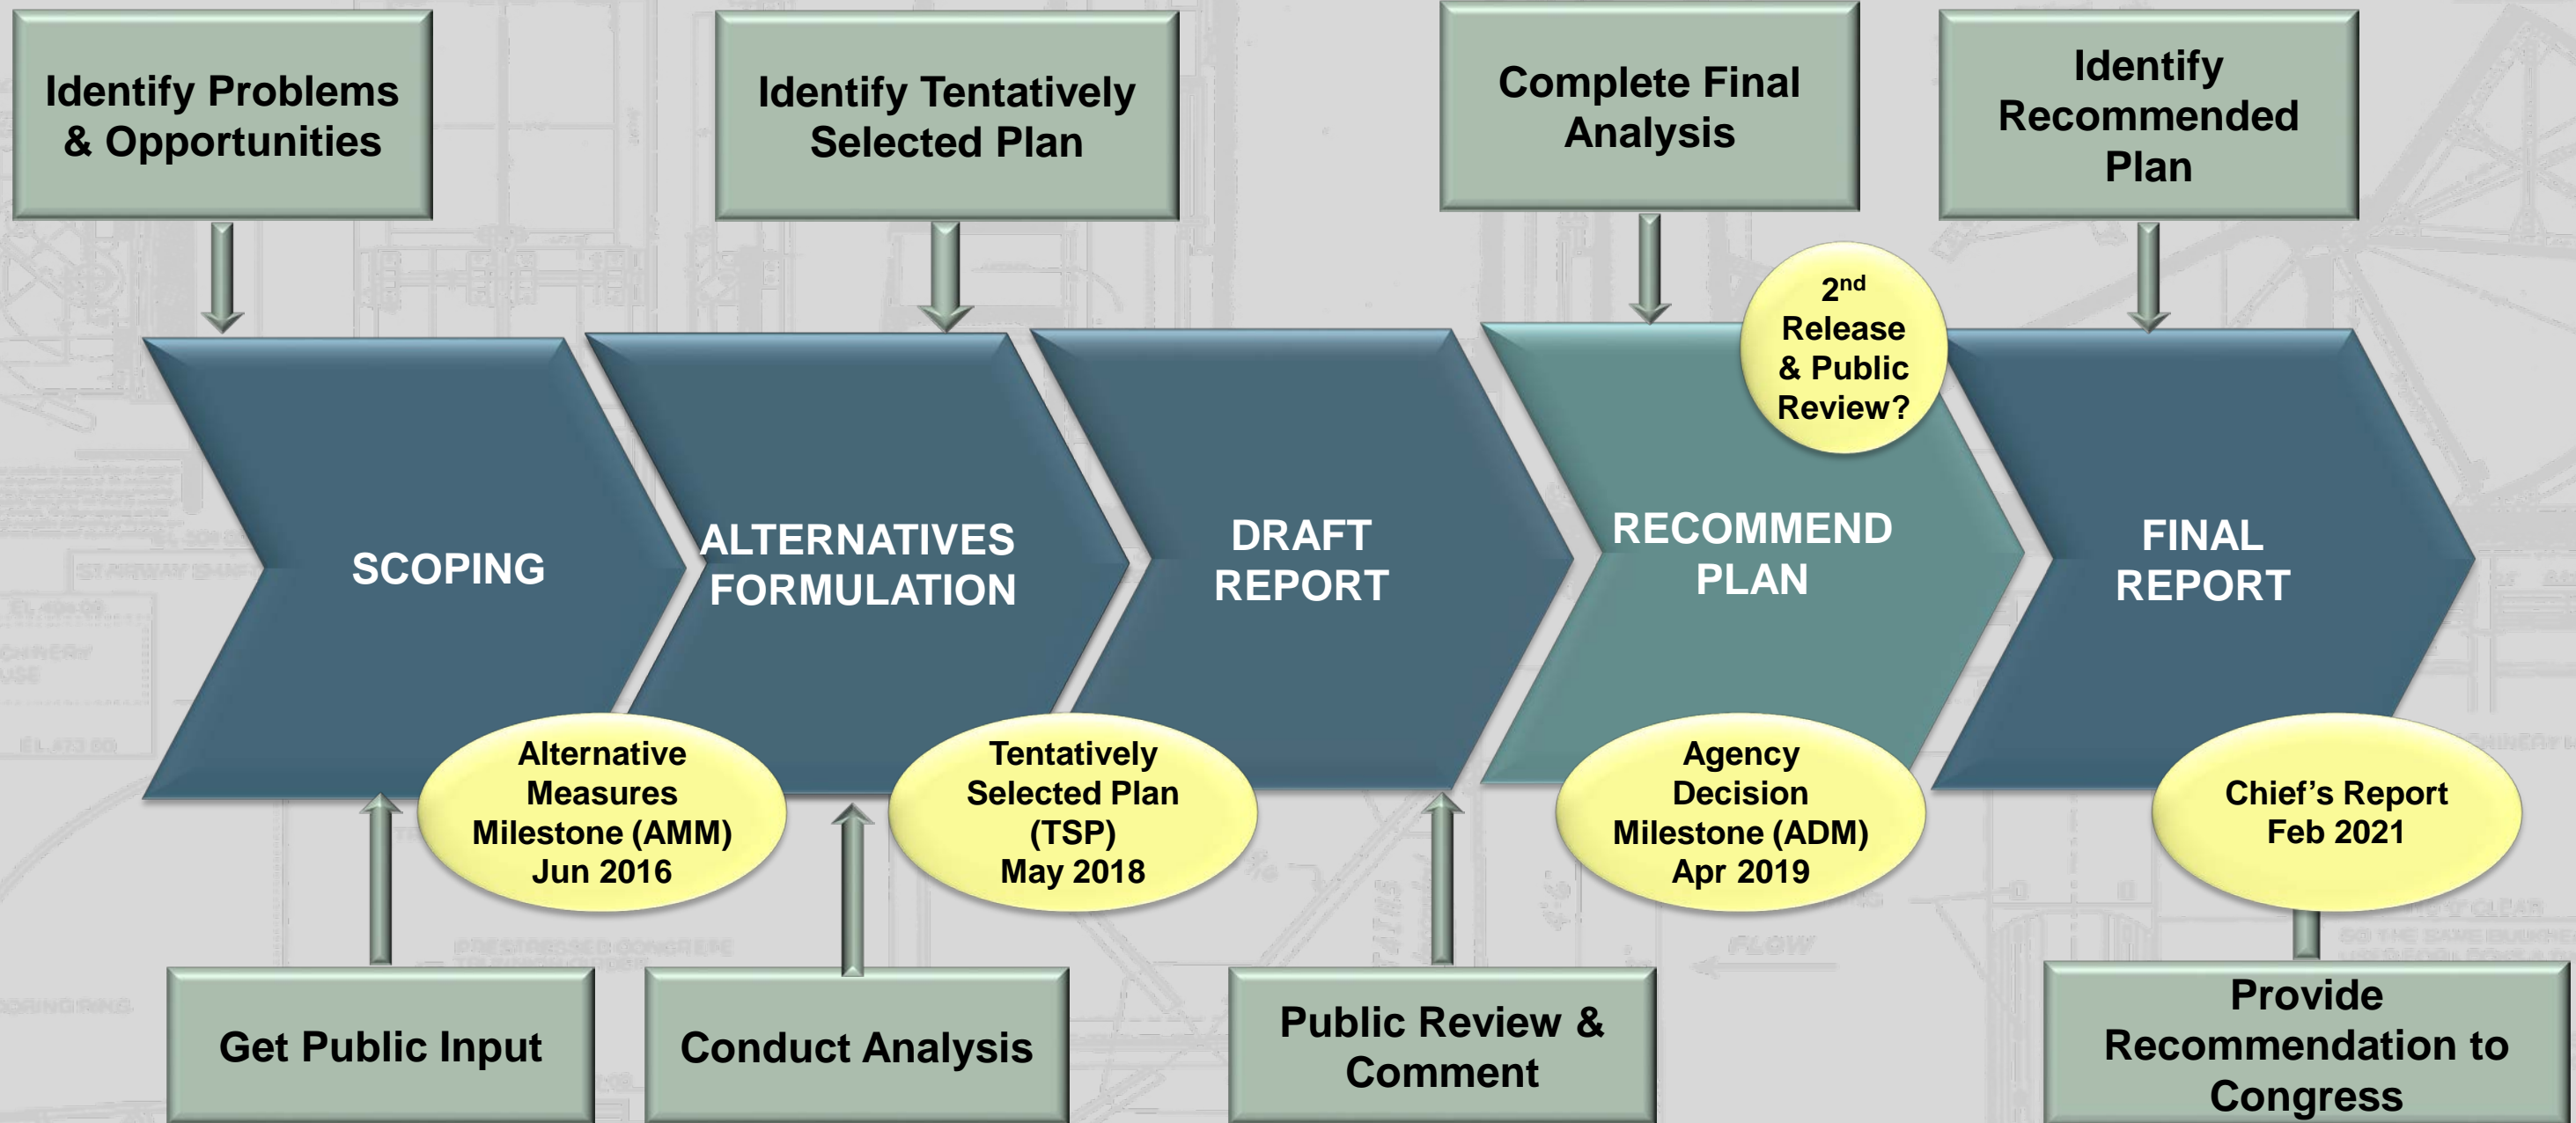 Identify Problems
& Opportunities
Identify Tentatively
Selected Plan
Complete Final
Analysis
Identify
Recommended
Plan
2nd
Release
& Public
Review?
SCOPING
ALTERNATIVES
FORMULATION
DRAFT
REPORT
RECOMMEND
PLAN
FINAL
REPORT
Alternative
Measures
Milestone (AMM)
Jun 2016
Tentatively
Selected Plan
(TSP)
May 2018
Agency
Decision
Milestone (ADM)
Apr 2019
Chief’s Report
Feb 2021
PRESTRESSED CONCRETE
FLOW
Get Public Input
Conduct Analysis
Public Review &
Comment
Provide
Recommendation to
Congress